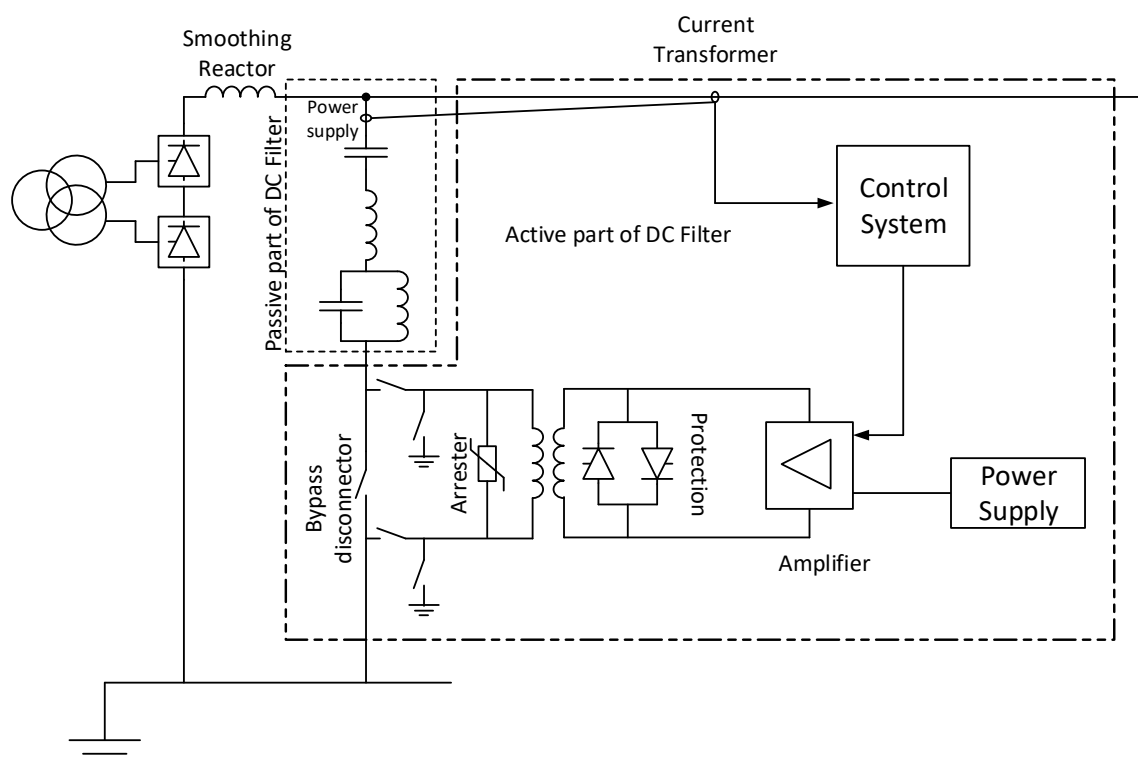 Current
Transformer
Smoothing
Reactor
Power
supply
Passive part of DC Filter
Control
System
Active part of DC Filter
Bypass
disconnector
Arrester
Protection
Power
Supply
Amplifier